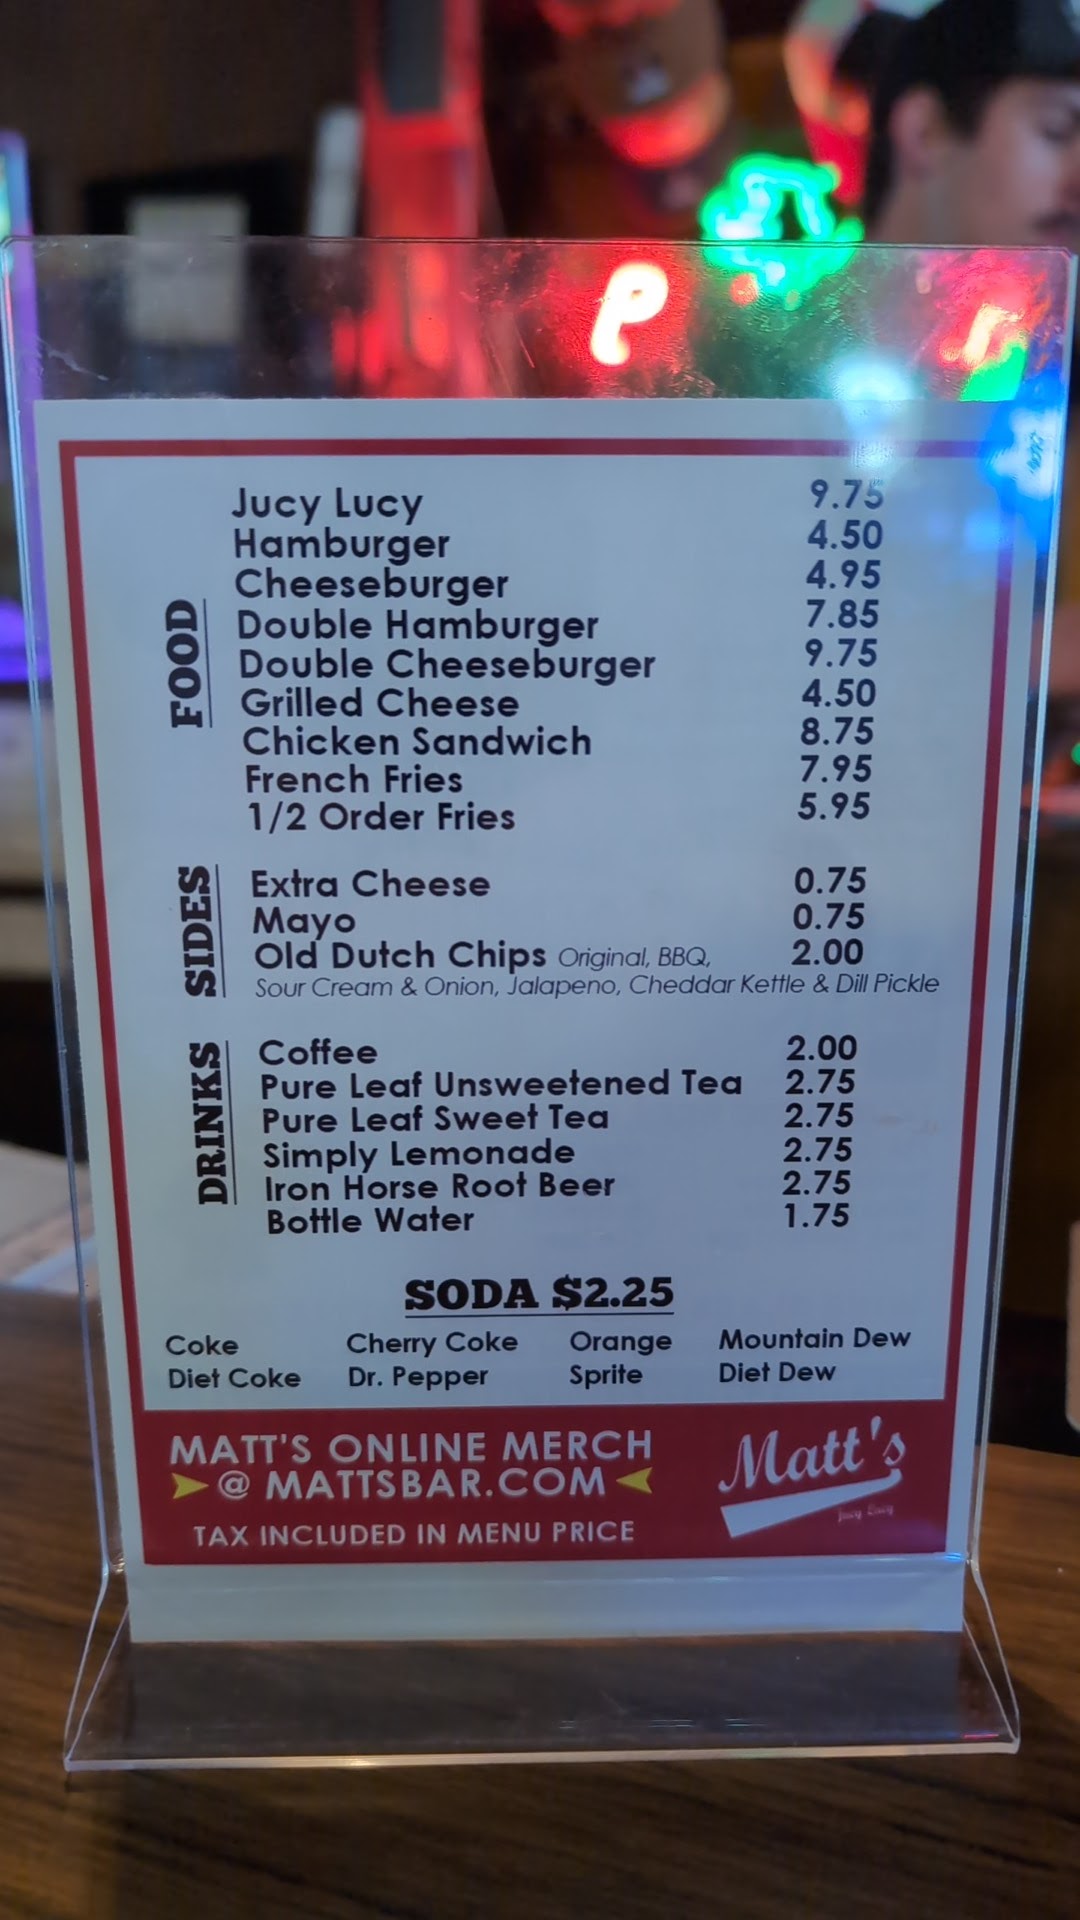 Jucy Lucy 9.75
Hamburger 4.50
Cheeseburger 4.95
Double Hamburger 7.85
FOOD
Double Cheeseburger 9.75
Grilled Cheese 4.50
Chicken Sandwich 8.75
French Fries 7.95
1/2 Order Fries 5.95
SIDES
Extra Cheese 0.75
Mayo 0.75
Old Dutch Chips Original, BBQ, 2.00
Sour Cream & Onion, Jalapeno, Cheddar Kettle & Dill Pickle
DRINKS
Coffee 2.00
Pure Leaf Unsweetened Tea 2.75
Pure Leaf Sweet Tea 2.75
Simply Lemonade 2.75
Iron Horse Root Beer 2.75
Bottle Water 1.75
SODA $2.25
Coke Cherry Coke Orange Mountain Dew
Diet Coke Dr. Pepper Sprite Diet Dew
MATT'S ONLINE MERCH
@ MATTSBAR.COM
TAX INCLUDED IN MENU PRICE
Matt's
Jucy Lucy